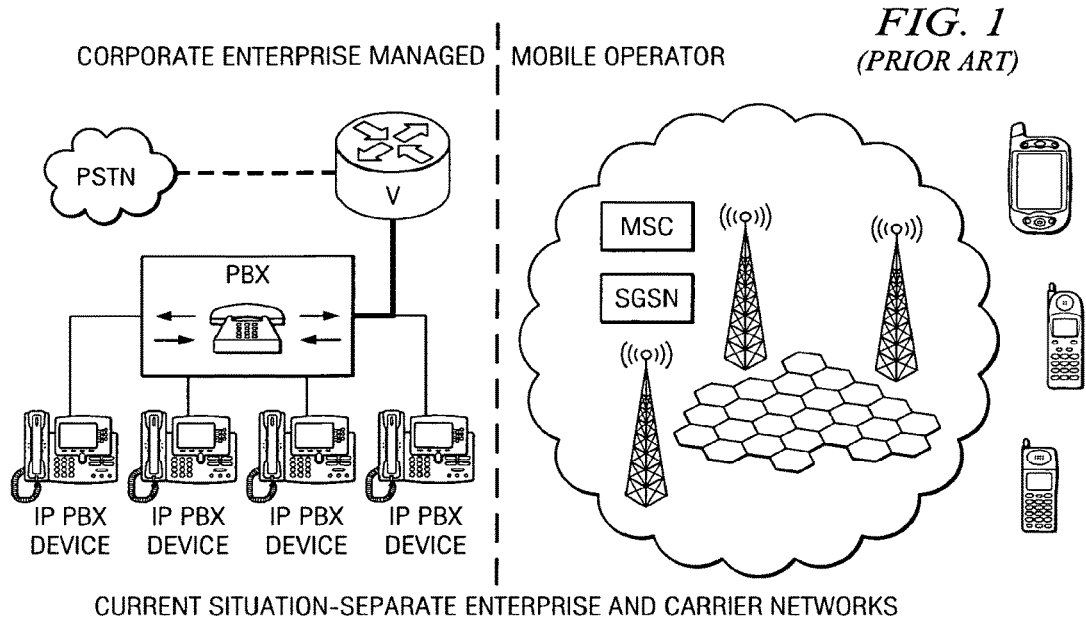 FIG. 1
(PRIOR ART)
CORPORATE ENTERPRISE MANAGED
MOBILE OPERATOR
PSTN
V
MSC
PBX
SGSN
IP PBX
DEVICE
IP PBX
DEVICE
IP PBX
DEVICE
IP PBX
DEVICE
CURRENT SITUATION-SEPARATE ENTERPRISE AND CARRIER NETWORKS